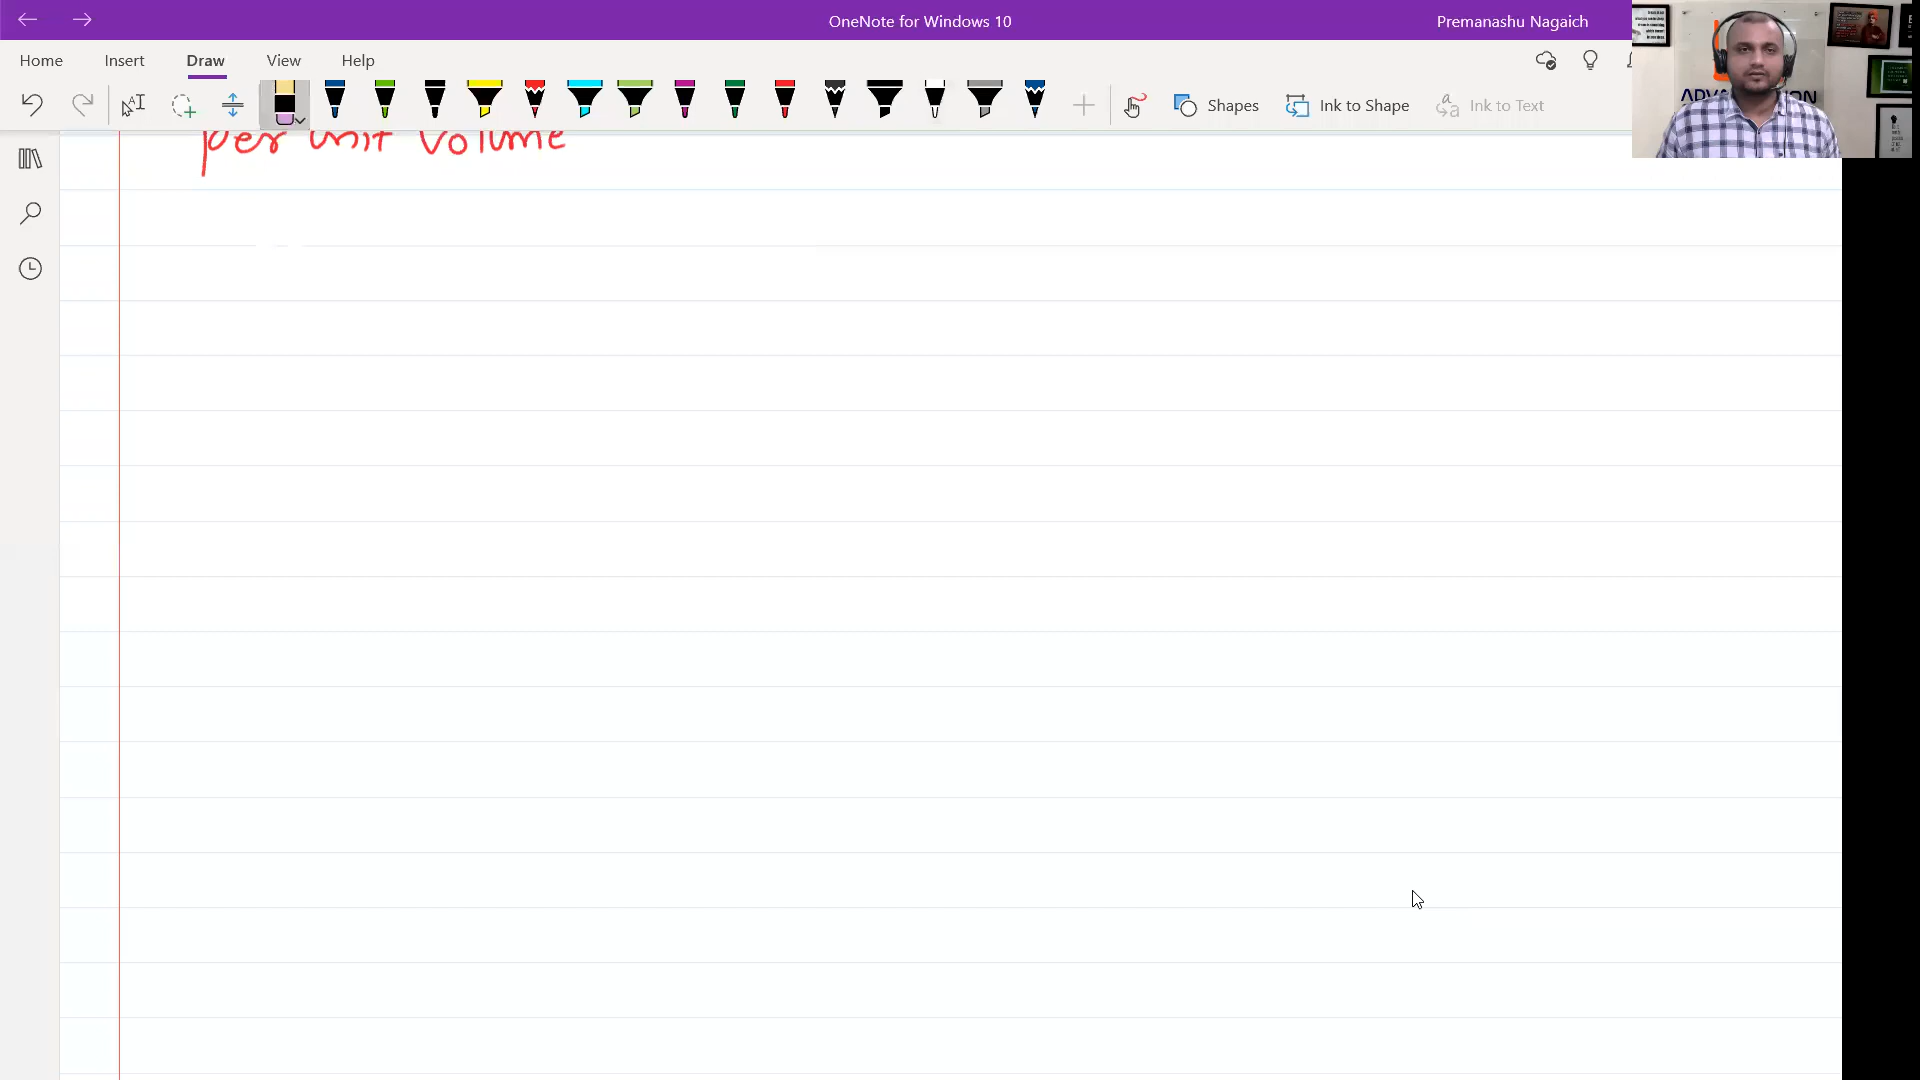 OneNote for Windows 10
Premanashu Nagaich
Home Insert Draw View Help
Shapes Ink to Shape Ink to Text
per unit volume